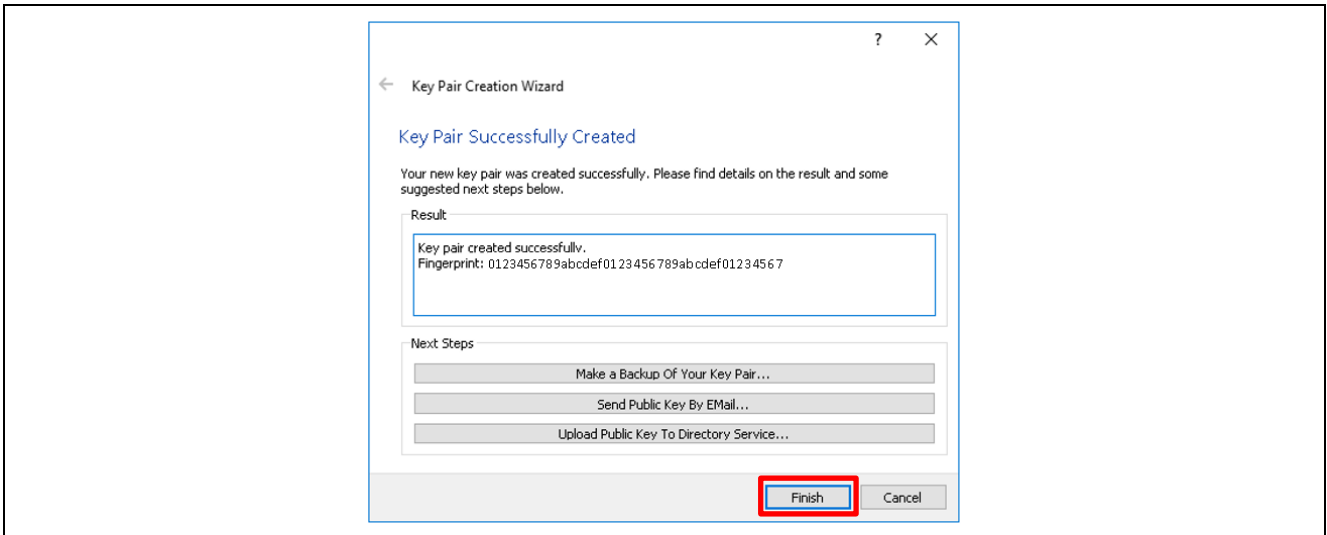 ?
Key Pair Creation Wizard
Key Pair Successfully Created
Your new key pair was created successfully. Please find details on the result and some
suggested next steps below.
Result
Key pair created successfully.
Fingerprint: 0123456789abcdef0123456789abcdef01234567
Next Steps
Make a Backup Of Your Key Pair...
Send Public Key By EMail...
Upload Public Key To Directory Service...
Finish Cancel